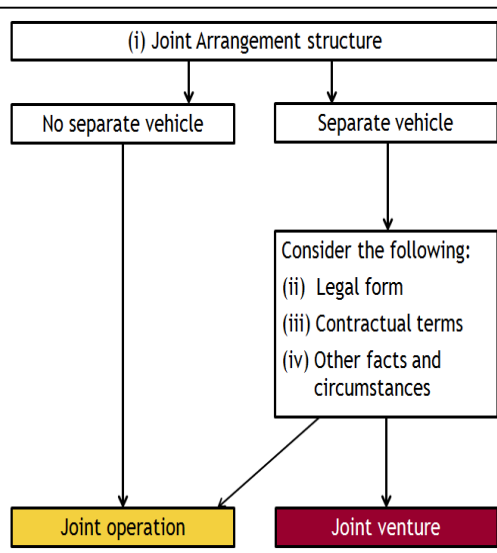 (i) Joint Arrangement structure
No separate vehicle
Separate vehicle
Consider the following:
(ii) Legal form
(iii) Contractual terms
(iv) Other facts and
circumstances
Joint operation
Joint venture